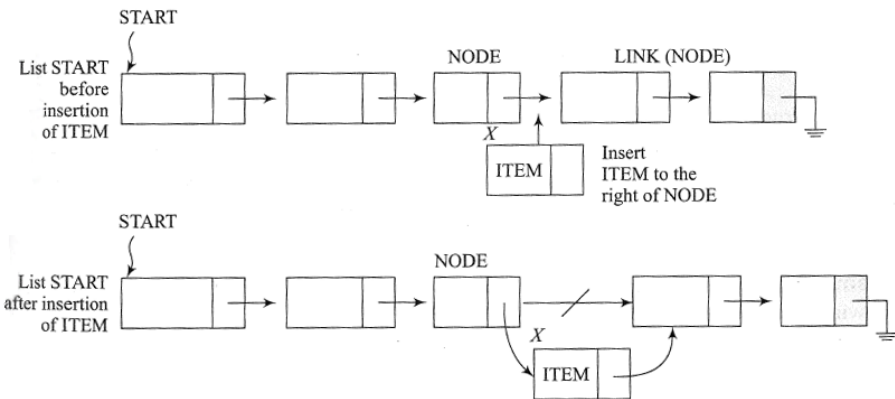 START
List START
before
insertion
of ITEM
NODE
LINK (NODE)
X
ITEM
Insert
ITEM to the
right of NODE
START
List START
after insertion
of ITEM
NODE
X
ITEM